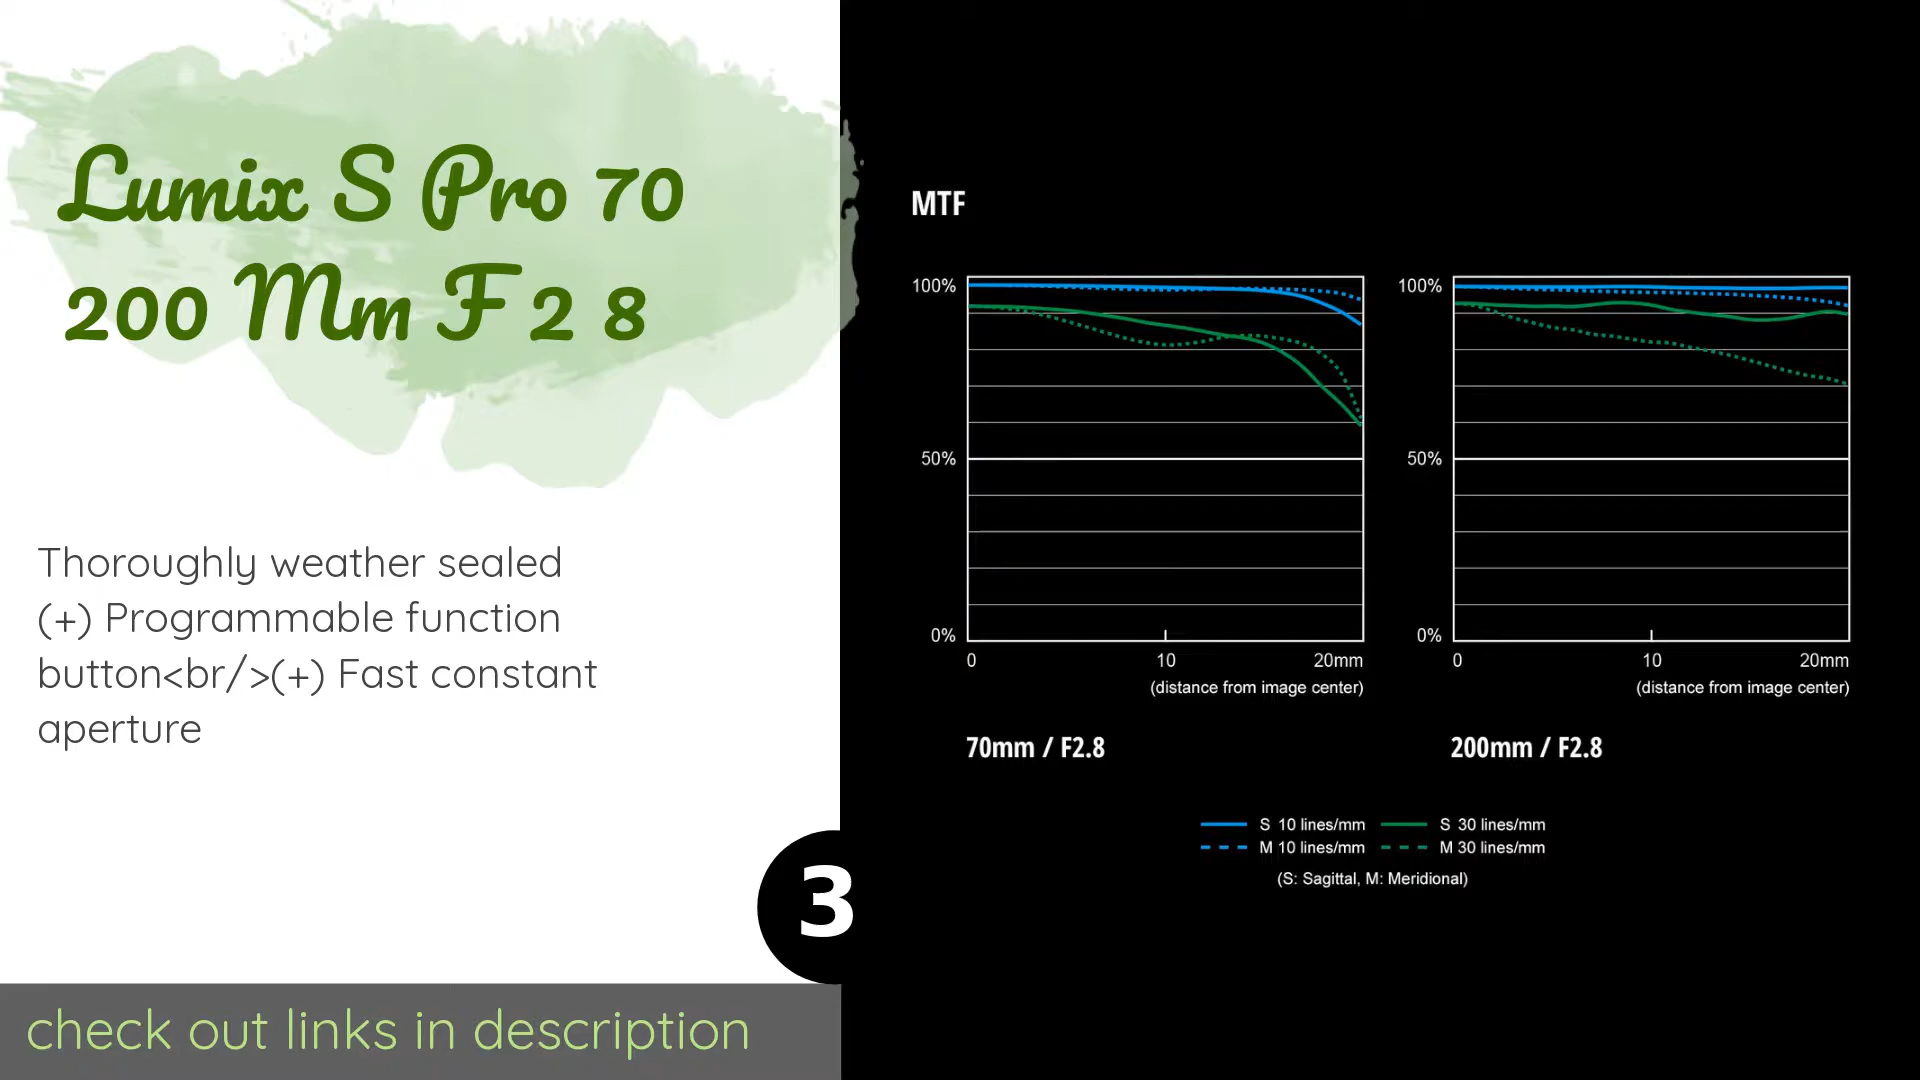 Lumix S Pro 70
200 Mm F 2 8
Thoroughly weather sealed
(+) Programmable function
button<br/>(+) Fast constant
aperture
3
check out links in description
MTF
100%
50%
0%
0 10 20mm
(distance from image center)
70mm / F2.8
100%
50%
0%
0 10 20mm
(distance from image center)
200mm / F2.8
S 10 lines/mm S 30 lines/mm
M 10 lines/mm M 30 lines/mm
(S: Sagittal, M: Meridional)